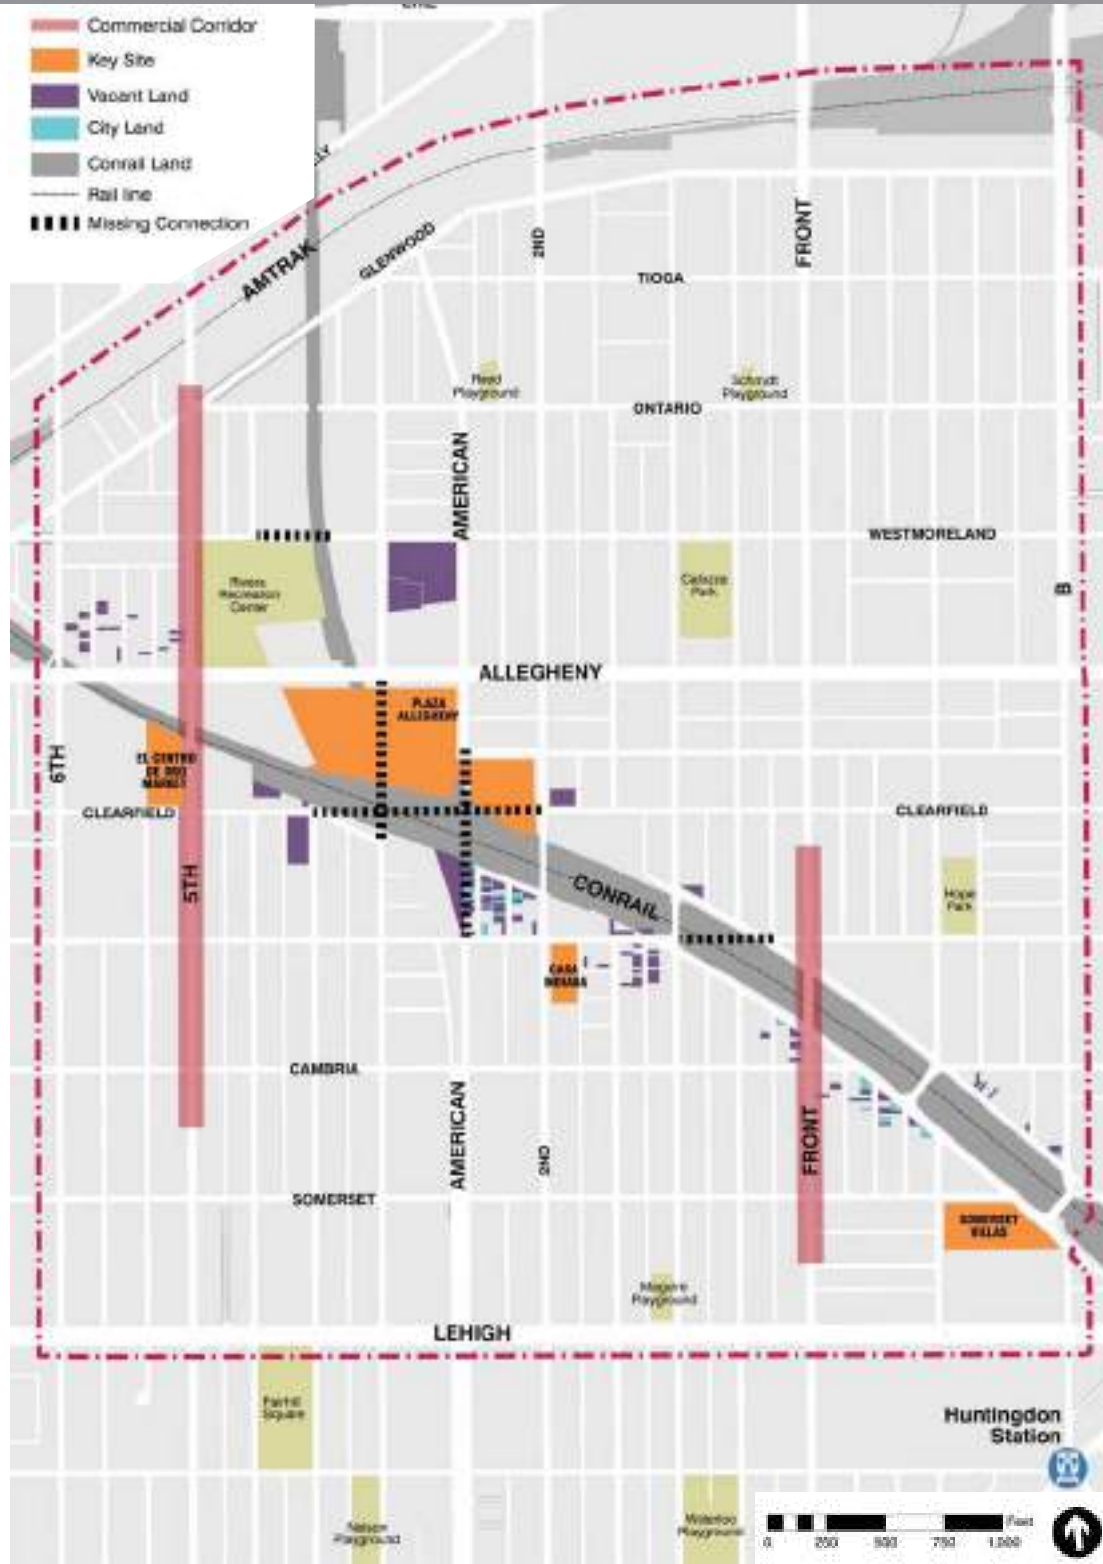 Commercial Corridor
Key Site
Vacant Land
City Land
Conrail Land
Rail line
Missing Connection
AMTRAK
GLENWOOD
2ND
FRONT
TIOGA
Reed
Playground
Schmidt
Playground
ONTARIO
AMERICAN
WESTMORELAND
Rivera
Recreation
Center
Park
B
ALLEGHENY
PLAZA
ALLEGHENY
6TH
EL CENTRO
DE ORO
MARKET
CLEARFIELD
CLEARFIELD
5TH
CONRAIL
Hope
Park
CASA
INDIANA
CAMBRIA
AMERICAN
2ND
FRONT
SOMERSET
SOMERSET
VILLAS
Maguire
Playground
LEHIGH
Fairhill
Square
Huntingdon
Station
Nelson
Playground
Waterloo
Playground
Feet
0 250 500 750 1,000